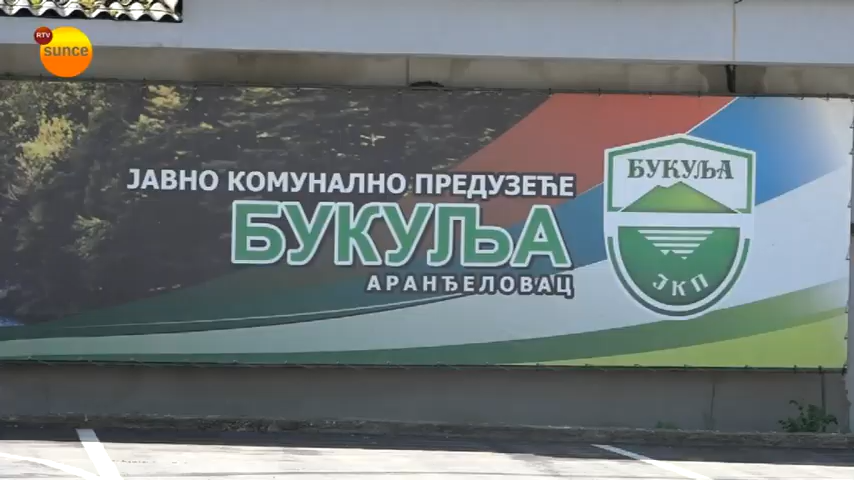 RTV
sunce
ЈАВНО КОМУНАЛНО ПРЕДУЗЕЋЕ
БУКУЉА
АРАНЂЕЛОВАЦ
БУКУЉА
ЈКП